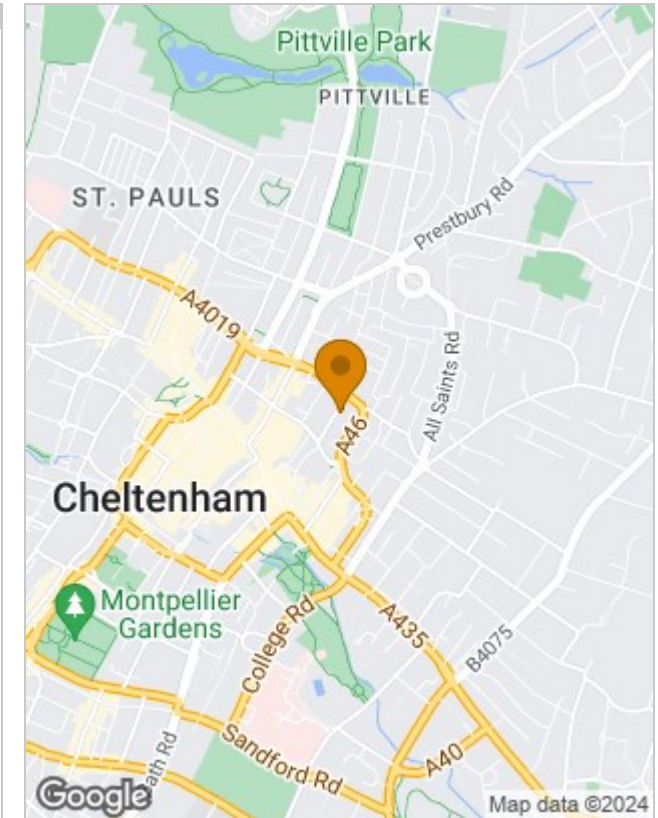 Pittville Park
PITTVILLE
ST. PAULS
Prestbury Rd
A4019
All Saints Rd
A46
Cheltenham
Montpellier
Gardens
College Rd
A435
B4075
ath Rd
Sandford Rd
A40
Google
Map data ©2024